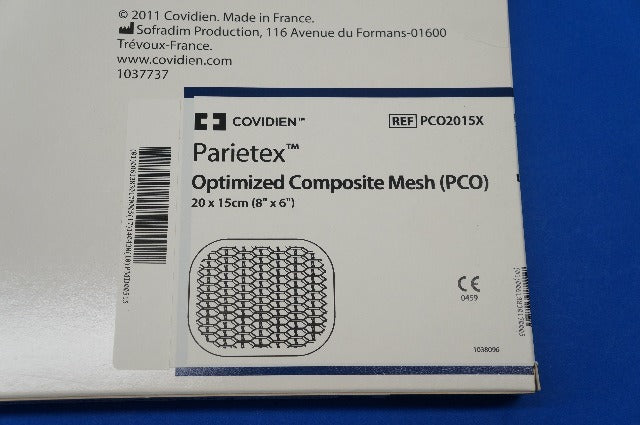 © 2011 Covidien. Made in France.
Sofradim Production, 116 Avenue du Formans-01600
Trévoux-France.
www.covidien.com
1037737
COVIDIEN™
REF PCO2015X
Parietex™
Optimized Composite Mesh (PCO)
20 x 15cm (8" x 6")
CE
0459
1038096